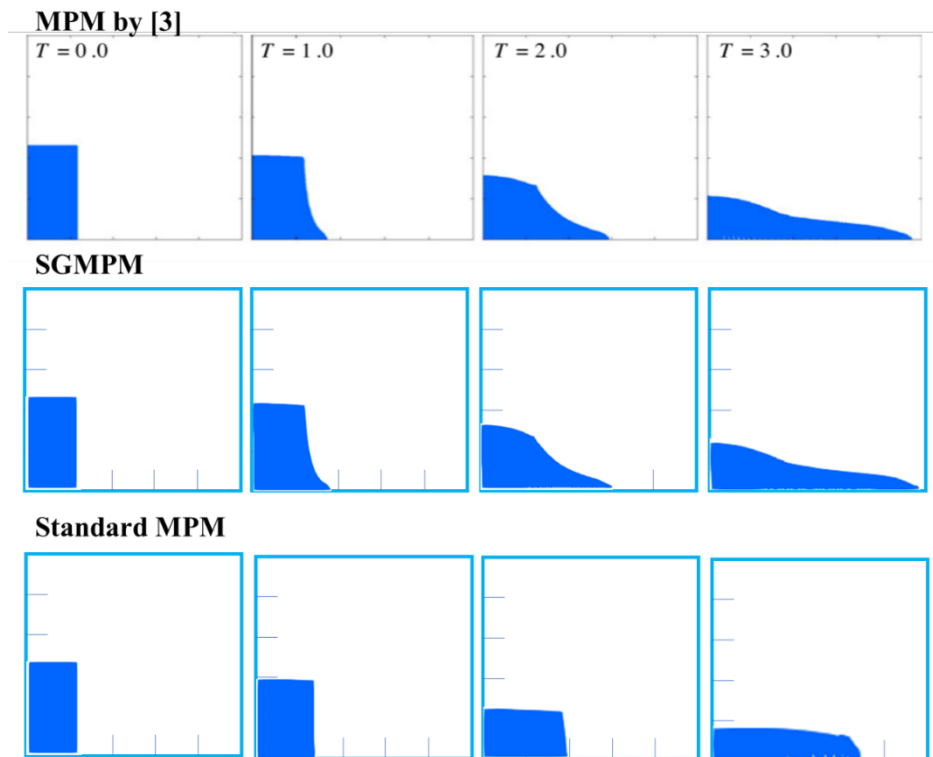 MPM by [3]
T = 0.0
T = 1.0
T = 2.0
T = 3.0
SGMPM
Standard MPM